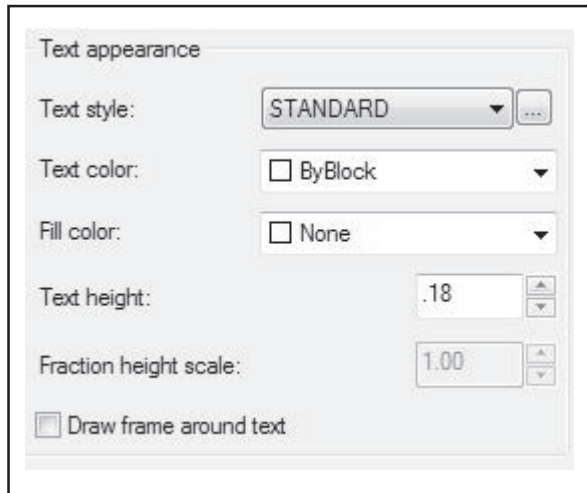 Text appearance
Text style: STANDARD ...
Text color: ByBlock
Fill color: None
Text height: .18
Fraction height scale: 1.00
Draw frame around text